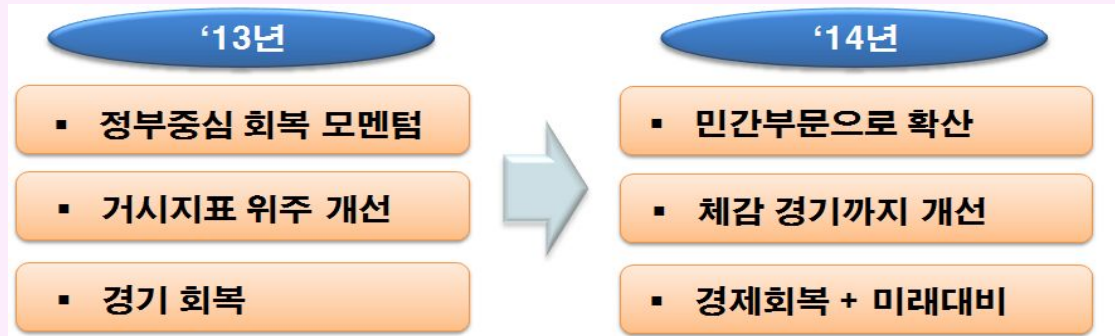 ‘13년
▪ 정부중심 회복 모멘텀
▪ 거시지표 위주 개선
▪ 경기 회복
‘14년
▪ 민간부문으로 확산
▪ 체감 경기까지 개선
▪ 경제회복 + 미래대비